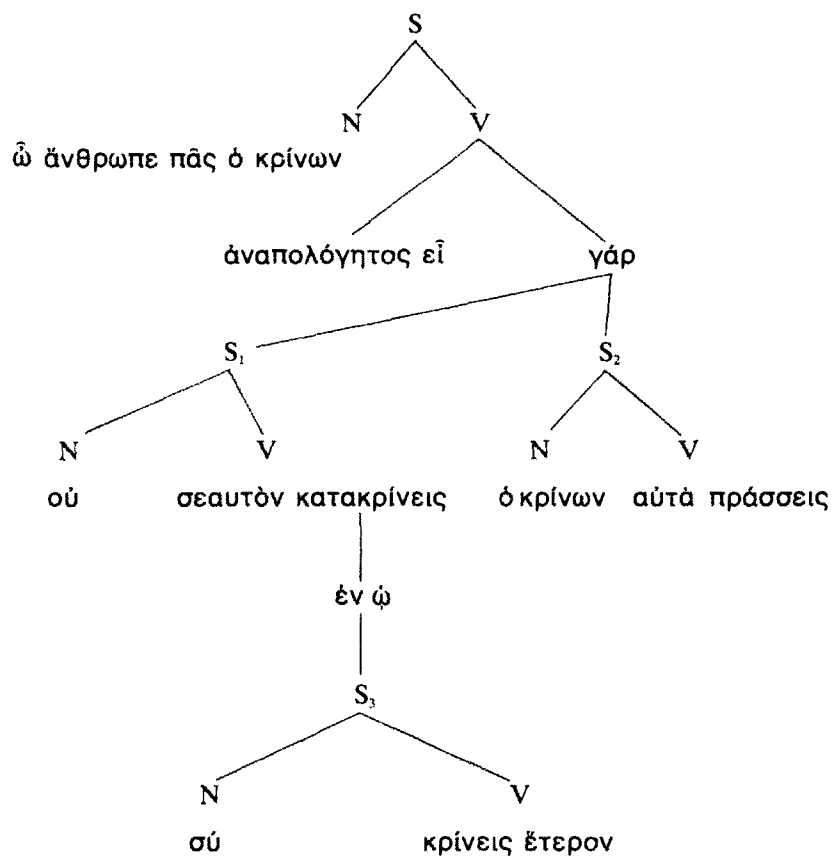 S
N V
ὦ ἄνθρωπε πᾶς ὁ κρίνων
ἀναπολόγητος εἶ γάρ
S₁ S₂
N V N V
οὐ σεαυτὸν κατακρίνεις ὁ κρίνων αὐτὰ πράσσεις
ἐν ᾧ
S₃
N V
σύ κρίνεις ἕτερον